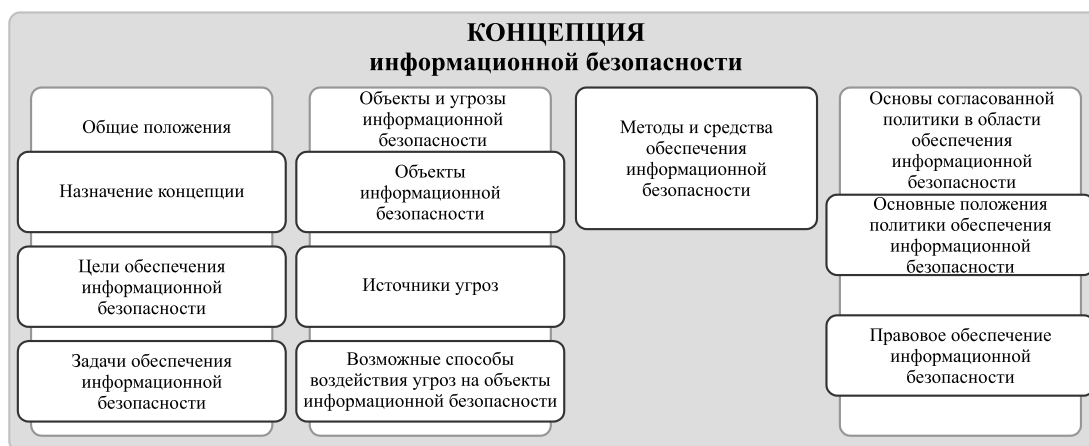 КОНЦЕПЦИЯ
информационной безопасности
Общие положения
Назначение концепции
Цели обеспечения
информационной
безопасности
Задачи обеспечения
информационной
безопасности
Объекты и угрозы
информационной
безопасности
Объекты
информационной
безопасности
Источники угроз
Возможные способы
воздействия угроз на объекты
информационной безопасности
Методы и средства
обеспечения
информационной
безопасности
Основы согласованной
политики в области
обеспечения
информационной
безопасности
Основные положения
политики обеспечения
информационной
безопасности
Правовое обеспечение
информационной
безопасности